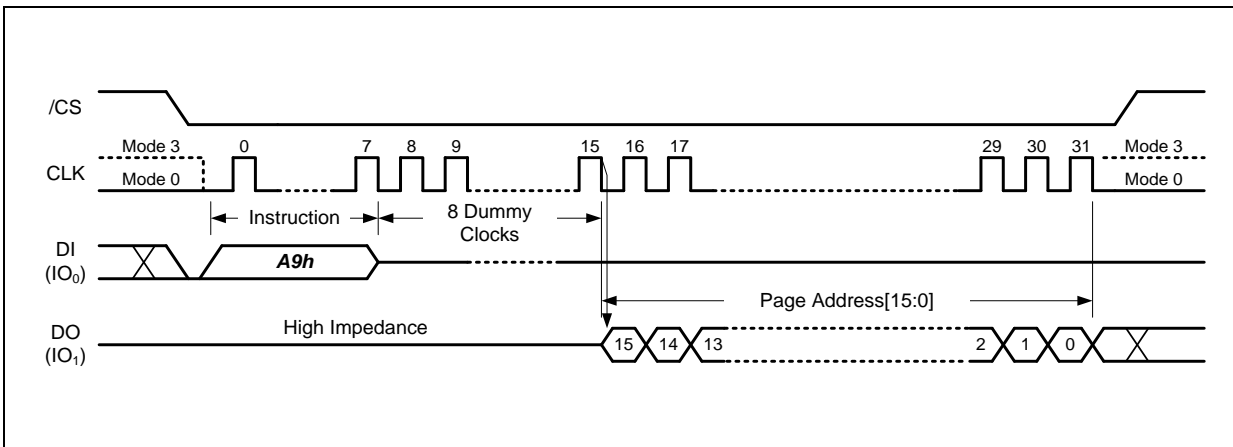 /CS
Mode 3 0 7 8 9 15 16 17 29 30 31 Mode 3
CLK
Mode 0 Mode 0
Instruction 8 Dummy
Clocks
DI
(IO0)
A9h
Page Address[15:0]
High Impedance
DO
(IO1)
15 14 13 2 1 0